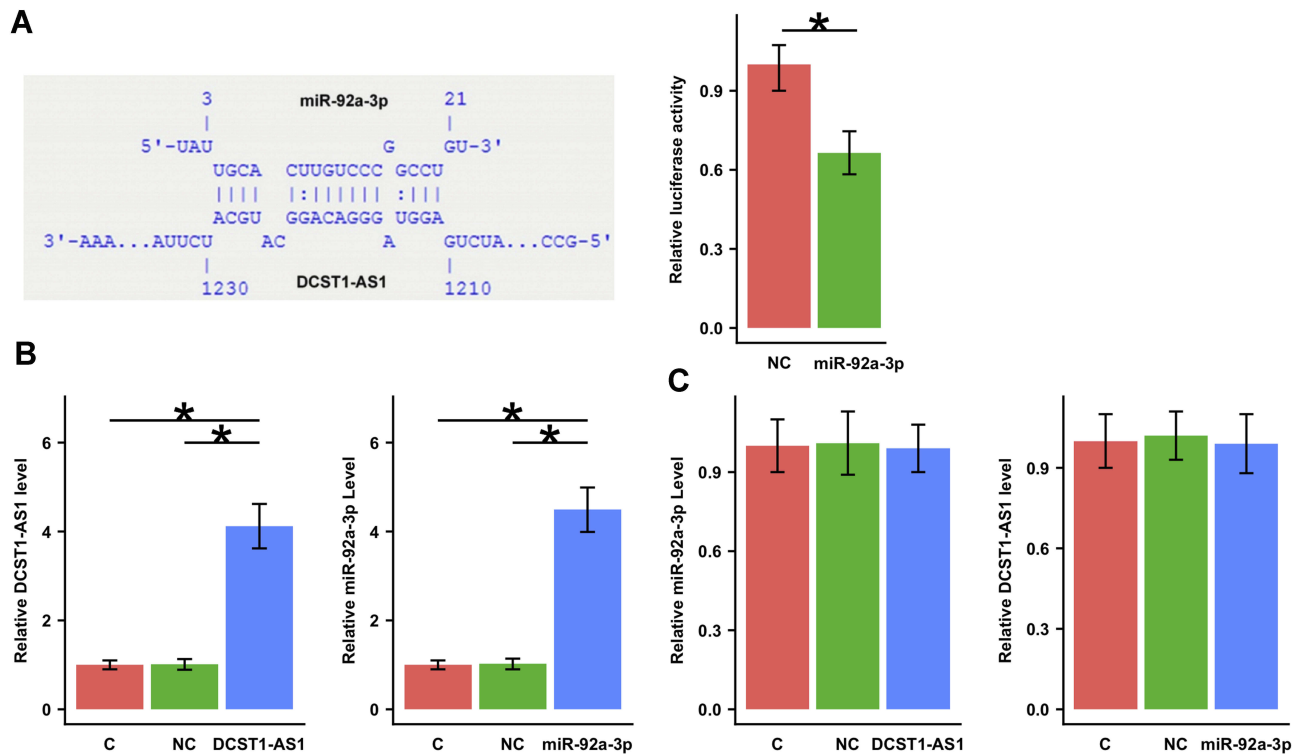 A
3 miR-92a-3p 21
| |
5'-UAU G GU-3'
UGCA CUUGUCCC GCCU
|||| |:|||||| :|||
ACGU GGACAGGG UGGA
3'-AAA...AUUCU AC A GUCUA...CCG-5'
| |
1230 DCST1-AS1 1210
*
Relative luciferase activity
0.9
0.6
0.3
0.0
NC miR-92a-3p
B
* *
Relative DCST1-AS1 level
6
4
2
0
C NC DCST1-AS1
* *
Relative miR-92a-3p Level
6
4
2
0
C NC miR-92a-3p
C
Relative miR-92a-3p Level
0.9
0.6
0.3
0.0
C NC DCST1-AS1
Relative DCST1-AS1 level
0.9
0.6
0.3
0.0
C NC miR-92a-3p